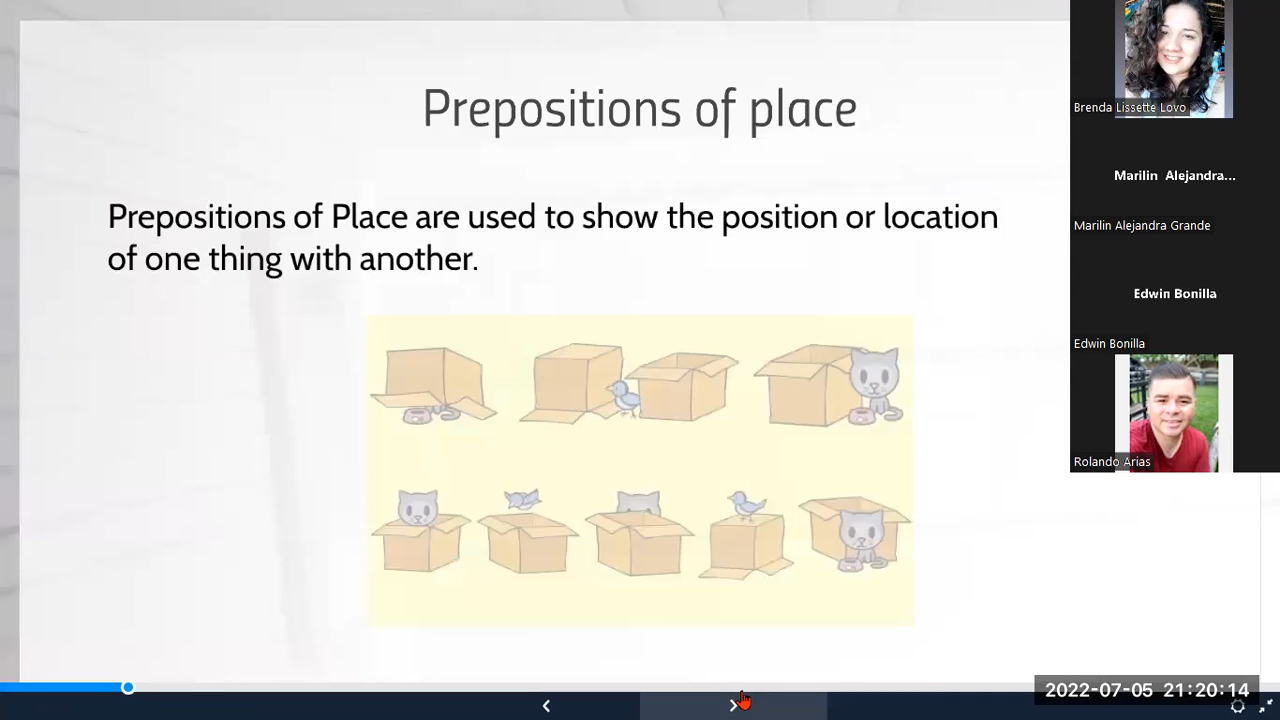 Prepositions of place
Prepositions of Place are used to show the position or location
of one thing with another.
Brenda Lissette Lovo
Marilin Alejandra...
Marilin Alejandra Grande
Edwin Bonilla
Edwin Bonilla
Rolando Arias
2022-07-05 21:20:14